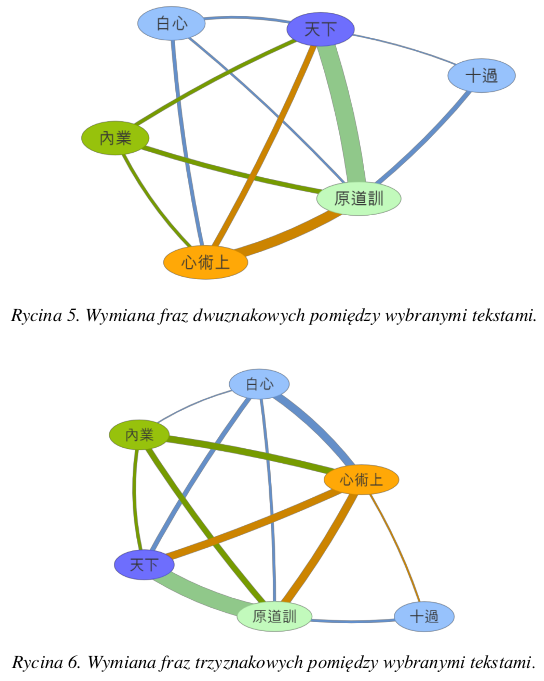 白心
天下
十過
內業
原道訓
心術上
Rycina 5. Wymiana fraz dwuznakowych pomiędzy wybranymi tekstami.
白心
內業
心術上
天下
原道訓
十過
Rycina 6. Wymiana fraz trzyznakowych pomiędzy wybranymi tekstami.